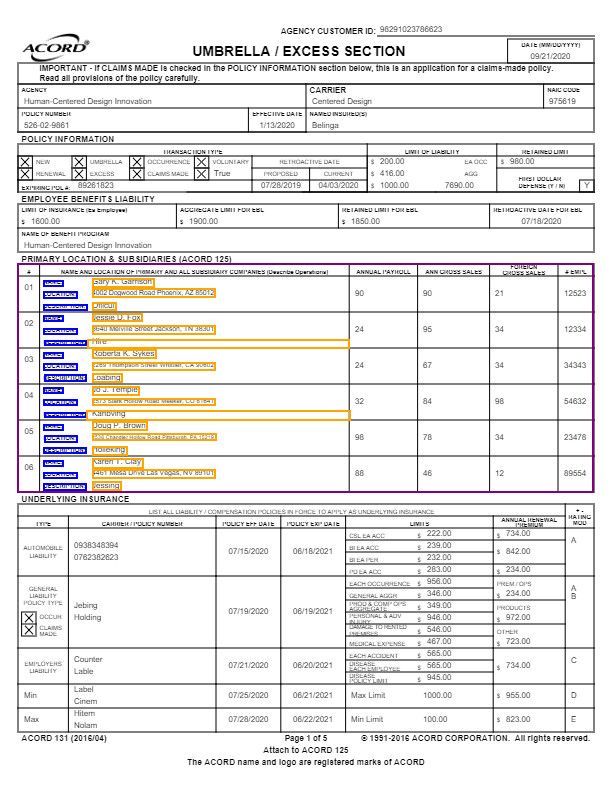 AGENCY CUSTOMER ID: 98291023786623
ACORD®
UMBRELLA / EXCESS SECTION
DATE (MM/DD/YYYY)
09/21/2020
IMPORTANT - If CLAIMS MADE is checked in the POLICY INFORMATION section below, this is an application for a claims-made policy.
Read all provisions of the policy carefully.
AGENCY CARRIER NAIC CODE
Human-Centered Design Innovation Centered Design 975619
POLICY NUMBER EFFECTIVE DATE NAMED INSURED(S)
526-02-9861 1/13/2020 Belinga
POLICY INFORMATION
TRANSACTION TYPE LIMIT OF LIABILITY RETAINED LIMIT
NEW UMBRELLA OCCURRENCE VOLUNTARY RETROACTIVE DATE $ 200.00 EA OCC $ 980.00
RENEWAL EXCESS CLAIMS MADE True PROPOSED CURRENT $ 416.00 AGG FIRST DOLLAR
EXPIRING POL #: 89261823 07/28/2019 04/03/2020 $ 1000.00 7690.00 DEFENSE (Y / N) Y
EMPLOYEE BENEFITS LIABILITY
LIMIT OF INSURANCE (Ea Employee) AGGREGATE LIMIT FOR EBL RETAINED LIMIT FOR EBL RETROACTIVE DATE FOR EBL
$ 1600.00 $ 1900.00 $ 1850.00 07/18/2020
NAME OF BENEFIT PROGRAM
Human-Centered Design Innovation
PRIMARY LOCATION & SUBSIDIARIES (ACORD 125)
# NAME AND LOCATION OF PRIMARY AND ALL SUBSIDIARY COMPANIES (Describe Operations) ANNUAL PAYROLL ANN GROSS SALES FOREIGN GROSS SALES # EMPL
NAME Gary K. Garrison
01 LOCATION 4002 Dogwood Road Phoenix, AZ 85012 90 90 21 12523
DESCRIPTION Difficul
NAME Jessie D. Fox
02 LOCATION 3640 Melville Street Jackson, TN 38301 24 95 34 12334
DESCRIPTION Hire
NAME Roberta K. Sykes
03 LOCATION 7269 Thompson Street Whittier, CA 90602 24 67 34 34343
DESCRIPTION Loabing
NAME Jo J. Temple
04 LOCATION 2573 Stark Hollow Road Meeker, CO 81641 32 84 98 54632
DESCRIPTION Karibving
NAME Doug P. Brown
05 LOCATION Chandler Hollow Road Pittsburgh, PA 15219 98 78 34 23478
DESCRIPTION Holleking
NAME Karen T. Clay
06 LOCATION 4461 Mesa Drive Las Vegas, NV 89101 88 46 12 89554
DESCRIPTION Jessing
UNDERLYING INSURANCE
LIST ALL LIABILITY / COMPENSATION POLICIES IN FORCE TO APPLY AS UNDERLYING INSURANCE
TYPE CARRIER / POLICY NUMBER POLICY EFF DATE POLICY EXP DATE LIMITS ANNUAL RENEWAL PREMIUM + - RATING MOD
AUTOMOBILE LIABILITY 0938348394 0762382623 07/15/2020 06/18/2021 A
CSL EA ACC $ 222.00 $ 734.00
BI EA ACC $ 239.00 $ 842.00
BI EA PER $ 232.00
PD EA ACC $ 283.00 $ 234.00
GENERAL LIABILITY POLICY TYPE Jebing Holding 07/19/2020 06/19/2021 A B
OCCUR
CLAIMS MADE
EACH OCCURRENCE $ 956.00 PREM / OPS
GENERAL AGGR $ 346.00 $ 234.00
PROD & COMP OPS AGGREGATE $ 349.00 PRODUCTS
PERSONAL & ADV INJURY $ 946.00 $ 972.00
DAMAGE TO RENTED PREMISES $ 546.00 OTHER
MEDICAL EXPENSE $ 467.00 $ 723.00
EMPLOYERS LIABILITY Counter Lable 07/21/2020 06/20/2021 C
EACH ACCIDENT $ 565.00
DISEASE EACH EMPLOYEE $ 565.00 $ 734.00
DISEASE POLICY LIMIT $ 945.00
Min Label Cinem 07/25/2020 06/21/2021 Max Limit 1000.00 $ 955.00 D
Max Hitem Nolam 07/28/2020 06/22/2021 Min Limit 100.00 $ 823.00 E
ACORD 131 (2016/04) Page 1 of 5 © 1991-2016 ACORD CORPORATION. All rights reserved.
Attach to ACORD 125
The ACORD name and logo are registered marks of ACORD